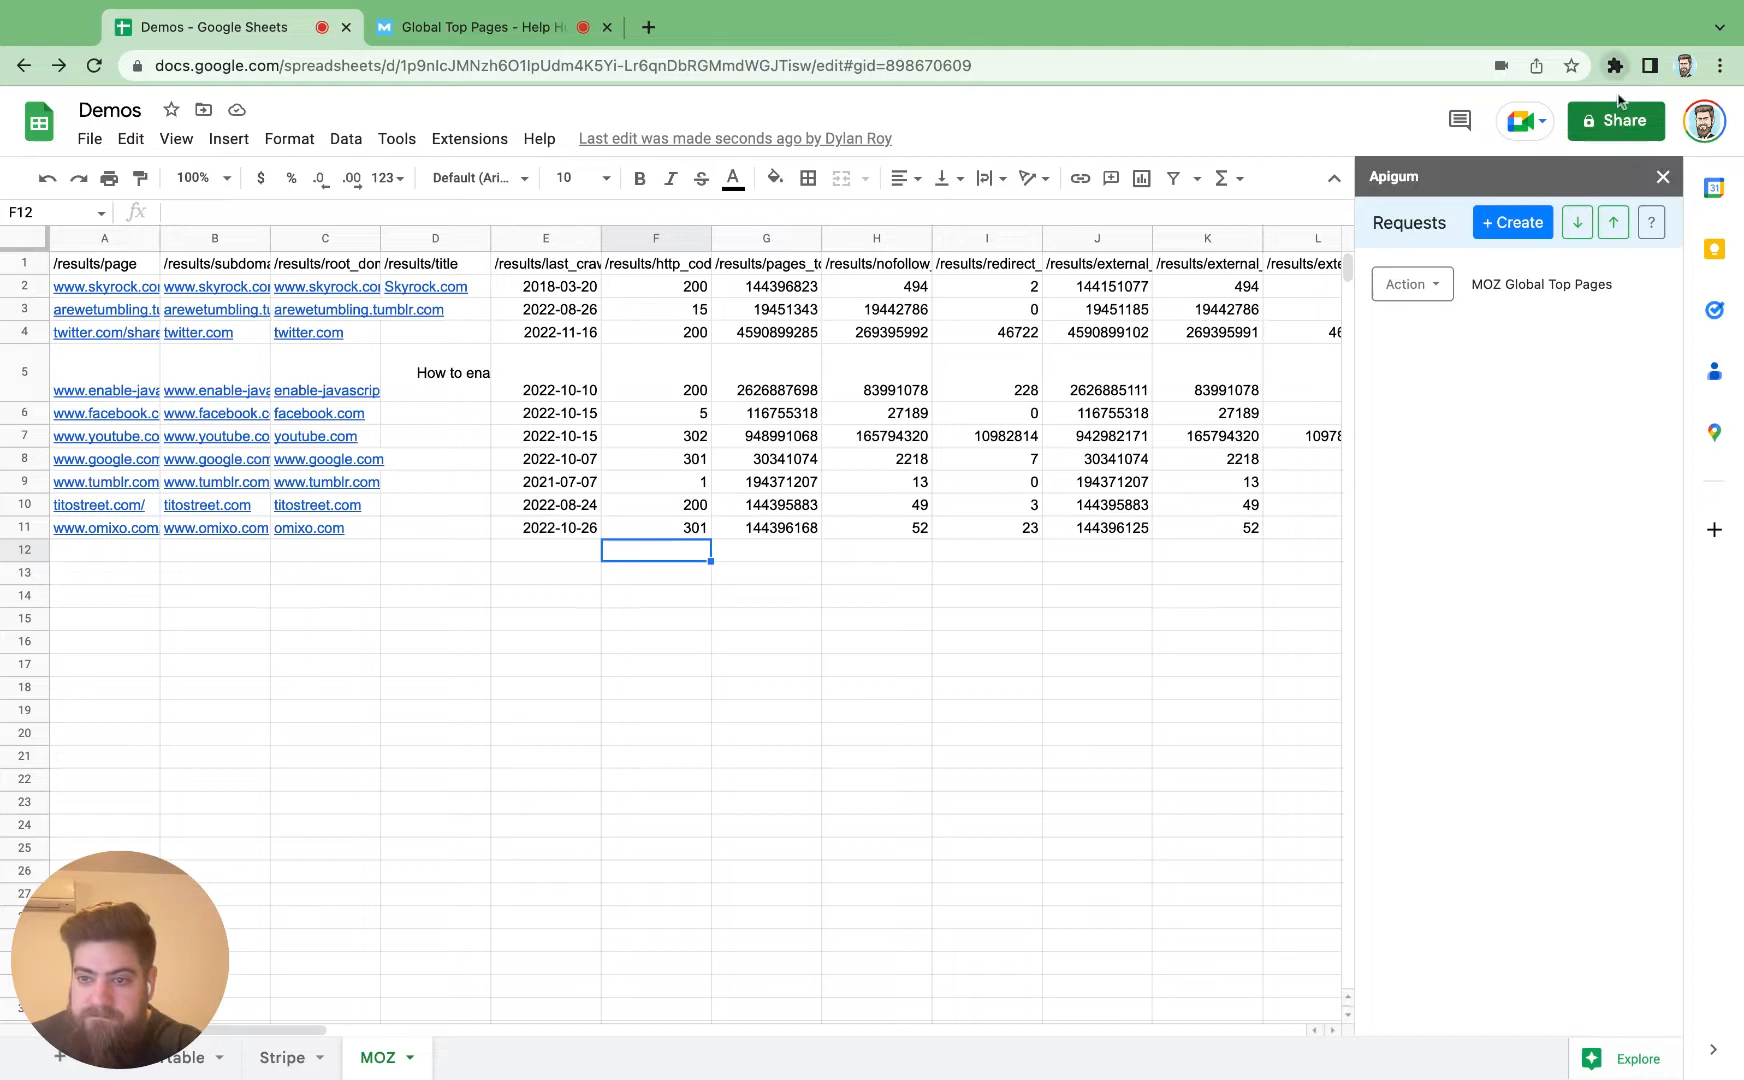 Demos - Google Sheets
Global Top Pages - Help H
docs.google.com/spreadsheets/d/1p9nIcJMNzh6O1IpUdm4K5Yi-Lr6qnDbRGMmdWGJTisw/edit#gid=898670609
Demos
Share
File Edit View Insert Format Data Tools Extensions Help Last edit was made seconds ago by Dylan Roy
100% $ % .0 .00 123 Default (Ari... 10 B I S A Σ
Apigum
F12 fx
Requests + Create ↓ ↑ ?
Action MOZ Global Top Pages
A B C D E F G H I J K L
1 /results/page /results/subdoma /results/root_don /results/title /results/last_craw /results/http_cod /results/pages_to /results/nofollow_ /results/redirect_ /results/external_ /results/external_ /results/exte
2 www.skyrock.cor www.skyrock.cor www.skyrock.cor Skyrock.com 2018-03-20 200 144396823 494 2 144151077 494
3 arewetumbling.tu arewetumbling.tu arewetumbling.tumblr.com 2022-08-26 15 19451343 19442786 0 19451185 19442786
4 twitter.com/share twitter.com twitter.com 2022-11-16 200 4590899285 269395992 46722 4590899102 269395991 46
5 www.enable-java www.enable-java enable-javascrip How to ena 2022-10-10 200 2626887698 83991078 228 2626885111 83991078
6 www.facebook.c www.facebook.c facebook.com 2022-10-15 5 116755318 27189 0 116755318 27189
7 www.youtube.co www.youtube.co youtube.com 2022-10-15 302 948991068 165794320 10982814 942982171 165794320 10978
8 www.google.com www.google.com www.google.com 2022-10-07 301 30341074 2218 7 30341074 2218
9 www.tumblr.com www.tumblr.com www.tumblr.com 2021-07-07 1 194371207 13 0 194371207 13
10 titostreet.com/ titostreet.com titostreet.com 2022-08-24 200 144395883 49 3 144395883 49
11 www.omixo.com www.omixo.com omixo.com 2022-10-26 301 144396168 52 23 144396125 52
12
13
14
15
16
17
18
19
20
21
22
23
24
25
26
27
table Stripe MOZ
Explore